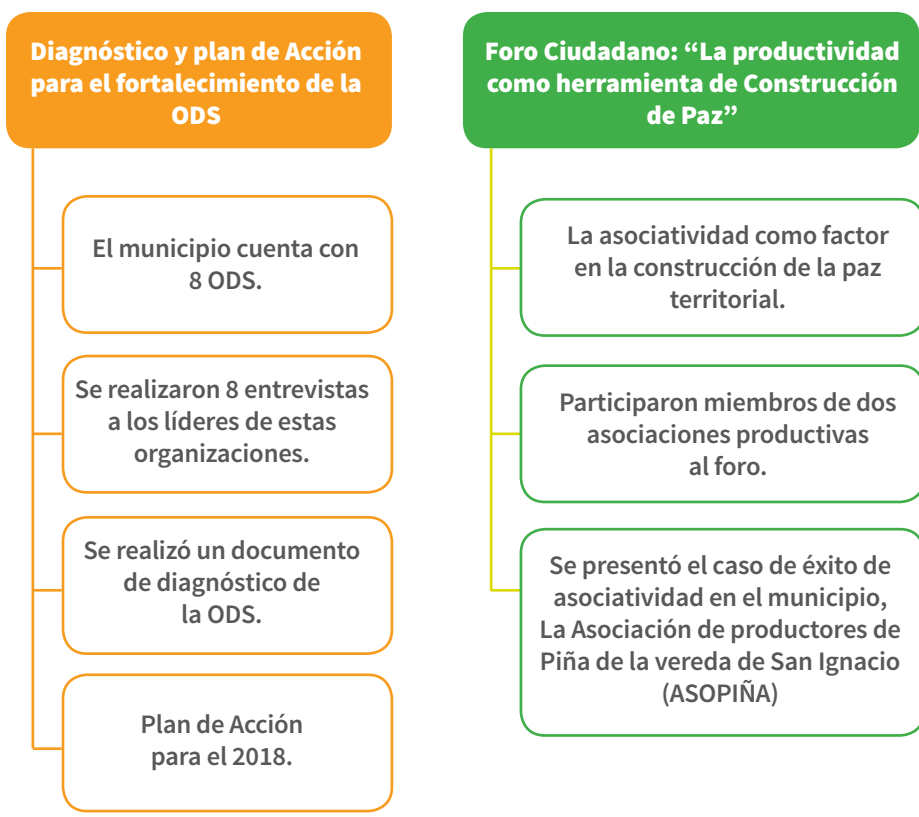 Diagnóstico y plan de Acción
para el fortalecimiento de la
ODS
El municipio cuenta con
8 ODS.
Se realizaron 8 entrevistas
a los líderes de estas
organizaciones.
Se realizó un documento
de diagnóstico de
la ODS.
Plan de Acción
para el 2018.
Foro Ciudadano: “La productividad
como herramienta de Construcción
de Paz”
La asociatividad como factor
en la construcción de la paz
territorial.
Participaron miembros de dos
asociaciones productivas
al foro.
Se presentó el caso de éxito de
asociatividad en el municipio,
La Asociación de productores de
Piña de la vereda de San Ignacio
(ASOPIÑA)